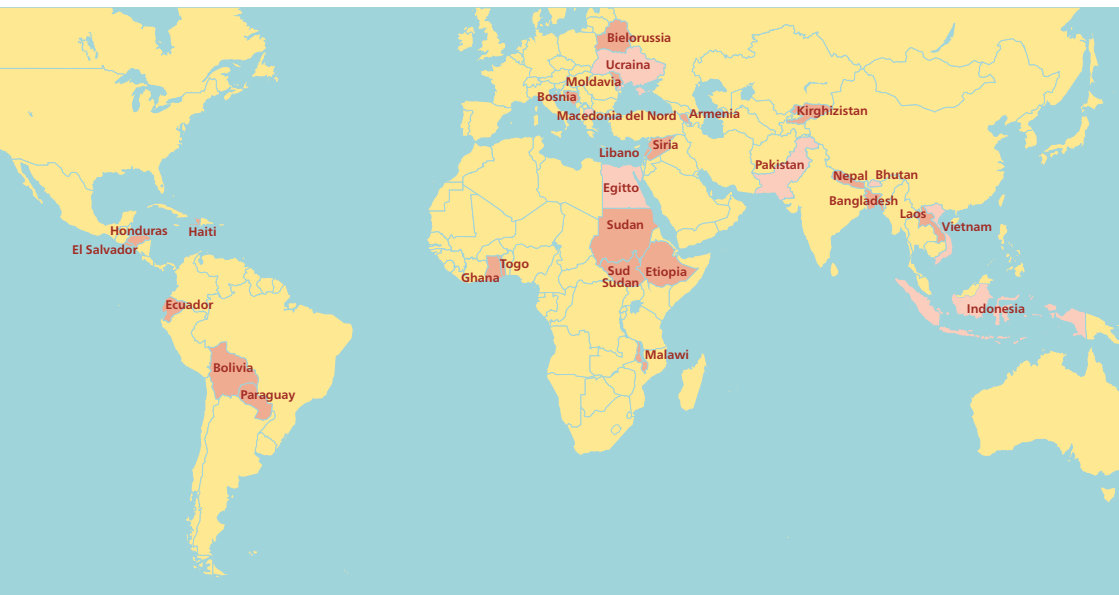 Bielorussia
Ucraina
Moldavia
Bosnia
Macedonia del Nord
Armenia
Kirghizistan
Libano
Siria
Pakistan
Nepal
Bhutan
Egitto
Bangladesh
Laos
Vietnam
Honduras
Haiti
El Salvador
Sudan
Togo
Ghana
Sud
Sudan
Etiopia
Ecuador
Indonesia
Malawi
Bolivia
Paraguay